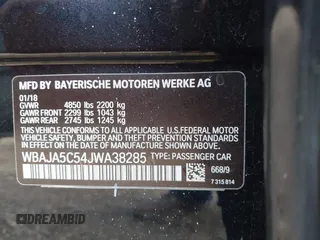 MFD BY BAYERISCHE MOTOREN WERKE AG
01/18
GVWR 4850 lbs 2200 kg
GAWR FRONT 2299 lbs 1043 kg
GAWR REAR 2745 lbs 1245 kg
THIS VEHICLE CONFORMS TO ALL APPLICABLE U.S. FEDERAL MOTOR
VEHICLE SAFETY, BUMPER, AND THEFT PREVENTION STANDARDS
IN EFFECT ON THE DATE OF MANUFACTURE SHOWN ABOVE.
WBAJA5C54JWA38285 TYPE: PASSENGER CAR
668/9
7 315 814
DREAMBID